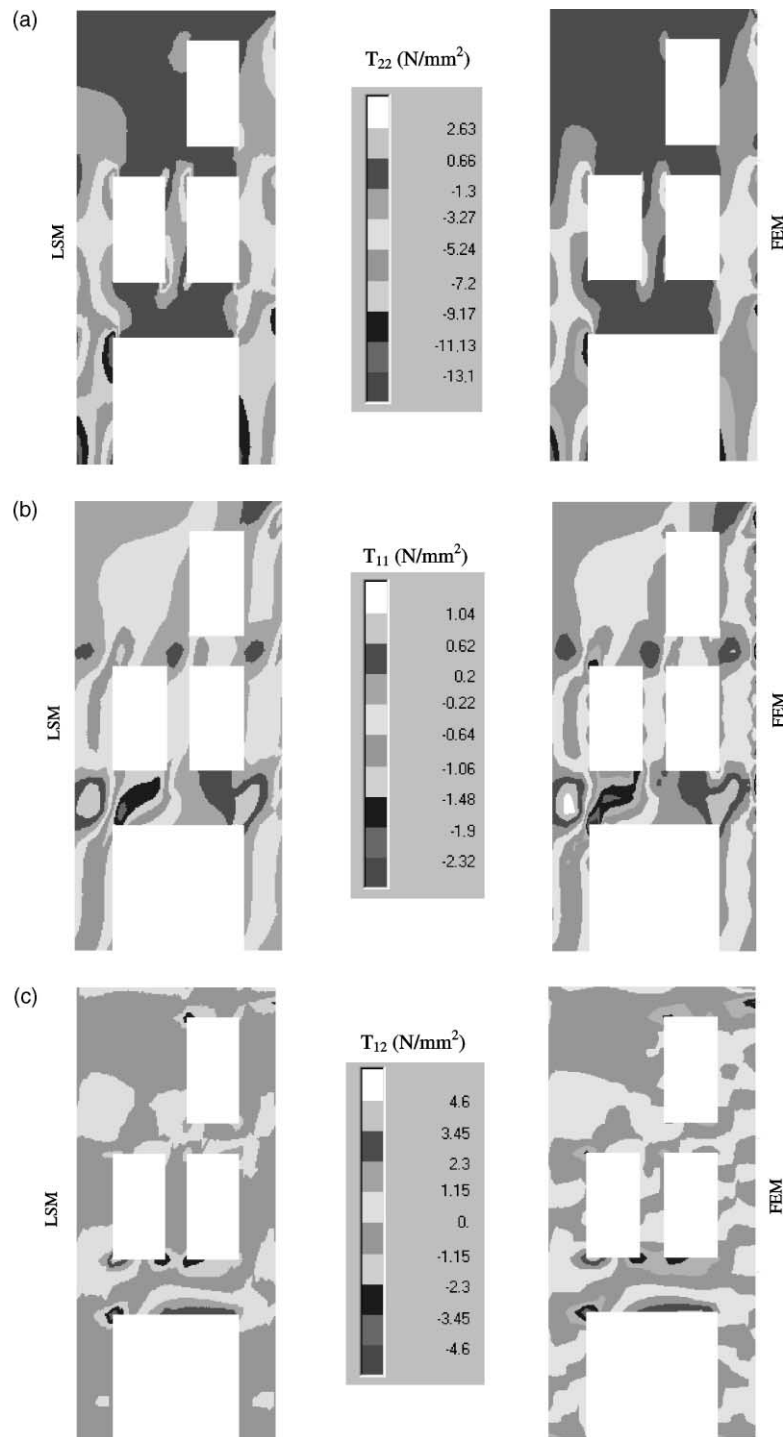 (a)
T22 (N/mm2)
2.63
0.66
-1.3
-3.27
-5.24
-7.2
-9.17
-11.13
-13.1
LSM
FEM
(b)
T11 (N/mm2)
1.04
0.62
0.2
-0.22
-0.64
-1.06
-1.48
-1.9
-2.32
LSM
FEM
(c)
T12 (N/mm2)
4.6
3.45
2.3
1.15
0.
-1.15
-2.3
-3.45
-4.6
LSM
FEM